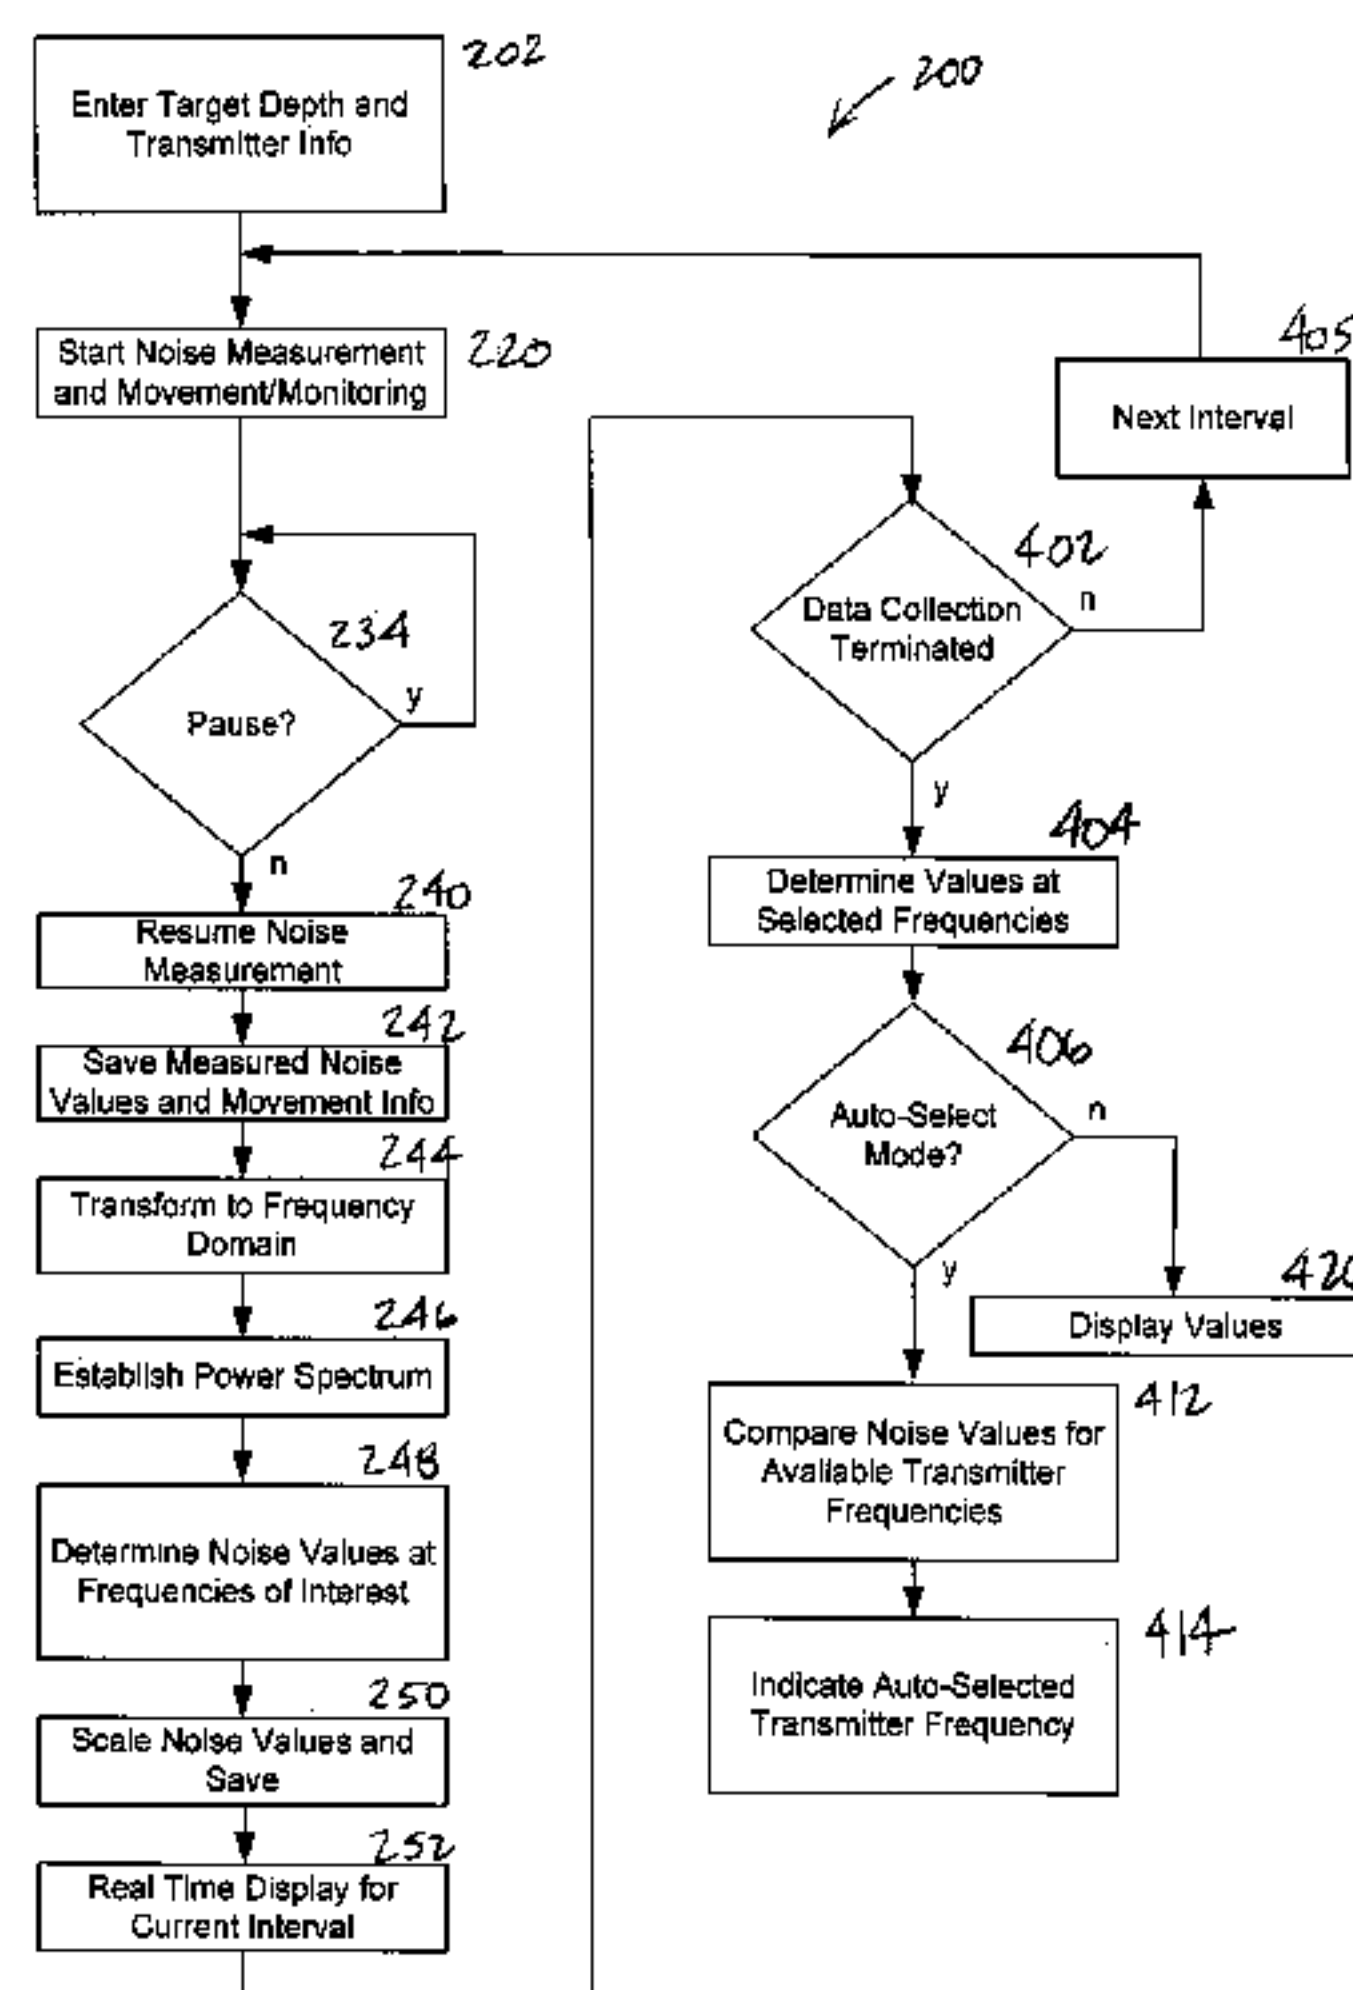 202
Enter Target Depth and
Transmitter Info
200
220
Start Noise Measurement
and Movement/Monitoring
234
Pause?
y
n
240
Resume Noise
Measurement
242
Save Measured Noise
Values and Movement Info
244
Transform to Frequency
Domain
246
Establish Power Spectrum
248
Determine Noise Values at
Frequencies of Interest
250
Scale Noise Values and
Save
252
Real Time Display for
Current Interval
405
Next Interval
402
Data Collection
Terminated
n
y
404
Determine Values at
Selected Frequencies
406
Auto-Select
Mode?
n
y
420
Display Values
412
Compare Noise Values for
Available Transmitter
Frequencies
414
Indicate Auto-Selected
Transmitter Frequency